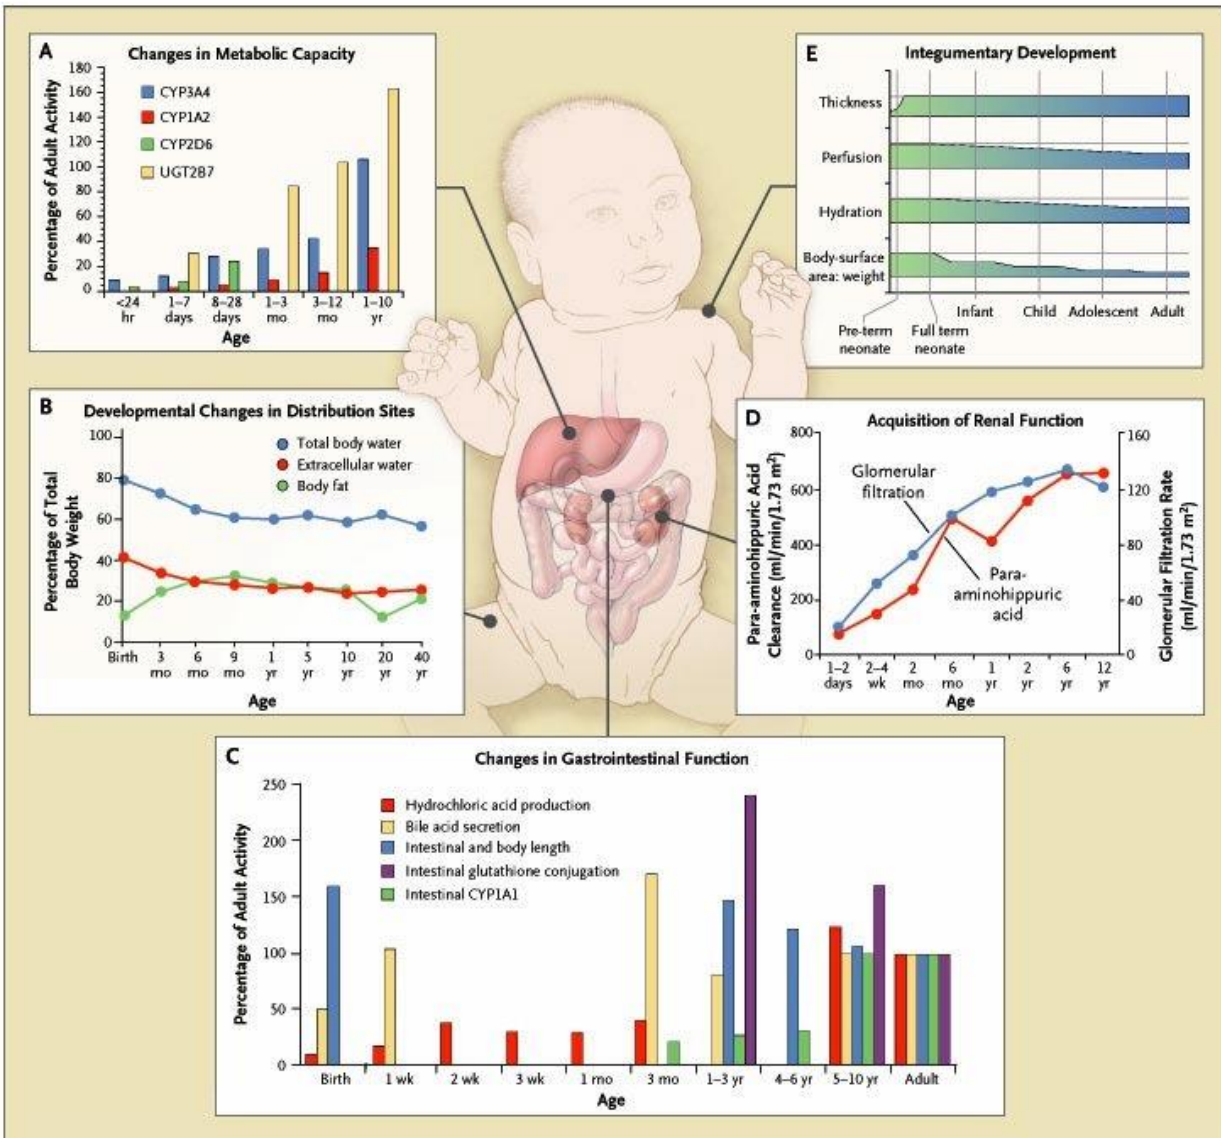 A
Changes in Metabolic Capacity
Percentage of Adult Activity
180
160
140
120
100
80
60
40
20
0
CYP3A4
CYP1A2
CYP2D6
UGT2B7
<24 hr
1–7 days
8–28 days
1–3 mo
3–12 mo
1–10 yr
Age
E
Integumentary Development
Thickness
Perfusion
Hydration
Body-surface
area: weight
Infant
Child
Adolescent
Adult
Pre-term
neonate
Full term
neonate
B
Developmental Changes in Distribution Sites
Percentage of Total
Body Weight
100
80
60
40
20
0
Total body water
Extracellular water
Body fat
Birth
3 mo
6 mo
9 mo
1 yr
5 yr
10 yr
20 yr
40 yr
Age
D
Acquisition of Renal Function
Para-aminohippuric Acid
Clearance (ml/min/1.73 m²)
800
600
400
200
0
Glomerular
filtration
Para-
aminohippuric
acid
160
120
80
40
0
Glomerular Filtration Rate
(ml/min/1.73 m²)
1–2 days
2–4 wk
2 mo
6 mo
1 yr
2 yr
6 yr
12 yr
Age
C
Changes in Gastrointestinal Function
Percentage of Adult Activity
250
200
150
100
50
0
Hydrochloric acid production
Bile acid secretion
Intestinal and body length
Intestinal glutathione conjugation
Intestinal CYP1A1
Birth
1 wk
2 wk
3 wk
1 mo
3 mo
1–3 yr
4–6 yr
5–10 yr
Adult
Age